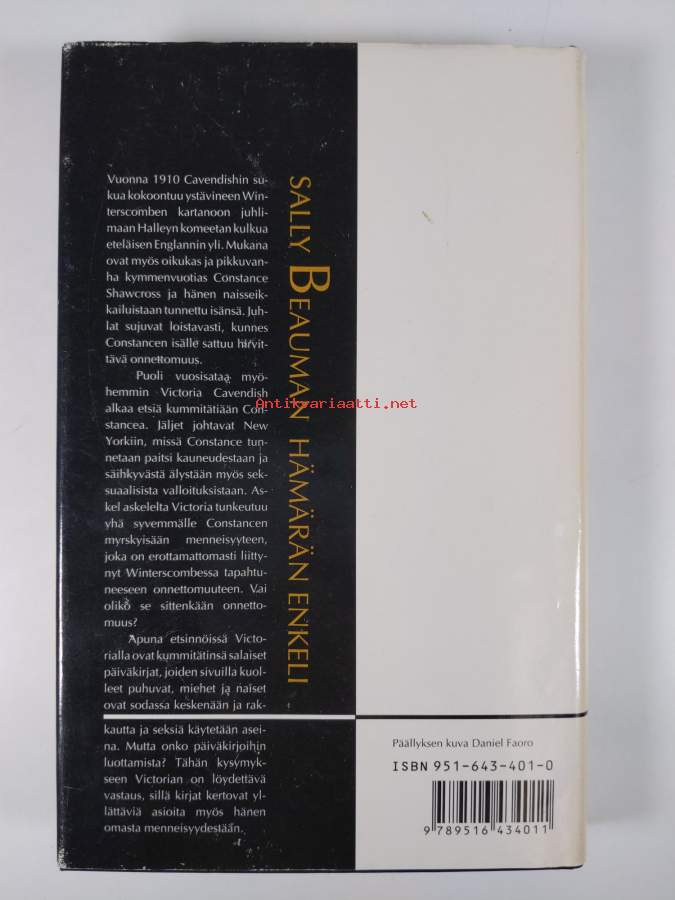 Vuonna 1910 Cavendishin su-
kua kokoontuu ystävineen Win-
terscomben kartanoon juhli-
maan Halleyn komeetan kulkua
eteläisen Englannin yli. Mukana
ovat myös oikukas ja pikkuvan-
ha kymmenvuotias Constance
Shawcross ja hänen naisseik-
kailuistaan tunnettu isänsä. Juh-
lat sujuvat loistavasti, kunnes
Constancen isälle sattuu hirvit-
tävä onnettomuus.
Puoli vuosisataa myö-
hemmin Victoria Cavendish
alkaa etsiä kummitätiään Con-
stancea. Jäljet johtavat New
Yorkiin, missä Constance tun-
netaan paitsi kauneudestaan ja
säihkyvästä älystään myös sek-
suaalisista valloituksistaan. As-
kel askelelta Victoria tunkeutuu
yhä syvemmälle Constancen
myrskyisään menneisyyteen,
joka on erottamattomasti liitty-
nyt Winterscombessa tapahtu-
neeseen onnettomuuteen. Vai
oliko se sittenkään onnetto-
muus?
Apuna etsinnöissä Victo-
rialla ovat kummitätinsä salaiset
päiväkirjat, joiden sivuilla kuol-
leet puhuvat, miehet ja naiset
ovat sodassa keskenään ja rak-
kautta ja seksiä käytetään asei-
na. Mutta onko päiväkirjoihin
luottamista? Tähän kysymyk-
seen Victorian on löydettävä
vastaus, sillä kirjat kertovat yl-
lättäviä asioita myös hänen
omasta menneisyydestään.
SALLY BEAUMAN HÄMÄRÄN ENKELI
Antikvariaatti.net
Päällyksen kuva Daniel Faoro
ISBN 951-643-401-0
9 789516 434011